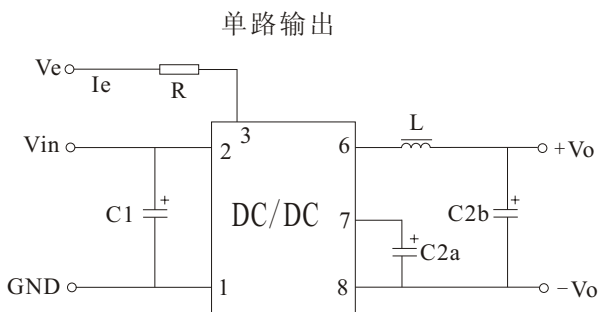 单路输出
Ve
Ie
R
3
Vin
2
6
L
+Vo
C1
+
DC/DC
7
+
C2a
+
C2b
GND
1
8
−Vo